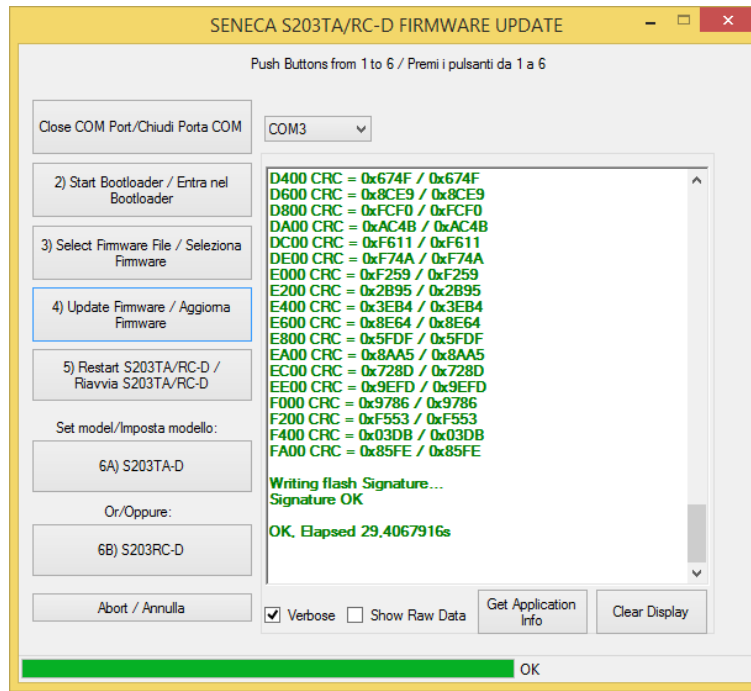 SENECA S203TA/RC-D FIRMWARE UPDATE
Push Buttons from 1 to 6 / Premi i pulsanti da 1 a 6
Close COM Port/Chiudi Porta COM
COM3
2) Start Bootloader / Entra nel
Bootloader
3) Select Firmware File / Seleziona
Firmware
4) Update Firmware / Aggiorna
Firmware
5) Restart S203TA/RC-D /
Riavvia S203TA/RC-D
Set model/Imposta modello:
6A) S203TA-D
Or/Oppure:
6B) S203RC-D
Abort / Annulla
D400 CRC = 0x674F / 0x674F
D600 CRC = 0x8CE9 / 0x8CE9
D800 CRC = 0xFCF0 / 0xFCF0
DA00 CRC = 0xAC4B / 0xAC4B
DC00 CRC = 0xF611 / 0xF611
DE00 CRC = 0xF74A / 0xF74A
E000 CRC = 0xF259 / 0xF259
E200 CRC = 0x2B95 / 0x2B95
E400 CRC = 0x3EB4 / 0x3EB4
E600 CRC = 0x8E64 / 0x8E64
E800 CRC = 0x5FDF / 0x5FDF
EA00 CRC = 0x8AA5 / 0x8AA5
EC00 CRC = 0x728D / 0x728D
EE00 CRC = 0x9EFD / 0x9EFD
F000 CRC = 0x9786 / 0x9786
F200 CRC = 0xF553 / 0xF553
F400 CRC = 0x03DB / 0x03DB
FA00 CRC = 0x85FE / 0x85FE
Writing flash Signature...
Signature OK
OK, Elapsed 29,4067916s
Verbose
Show Raw Data
Get Application
Info
Clear Display
OK